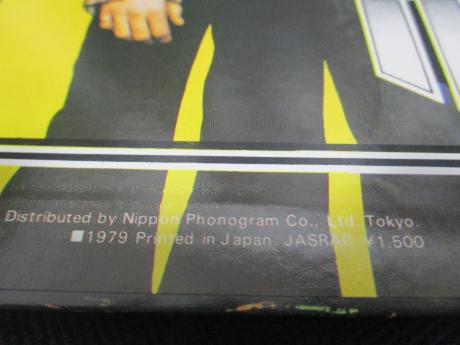 Distributed by Nippon Phonogram Co., Ltd. Tokyo.
■1979 Printed in Japan. JASRAC ¥1,500